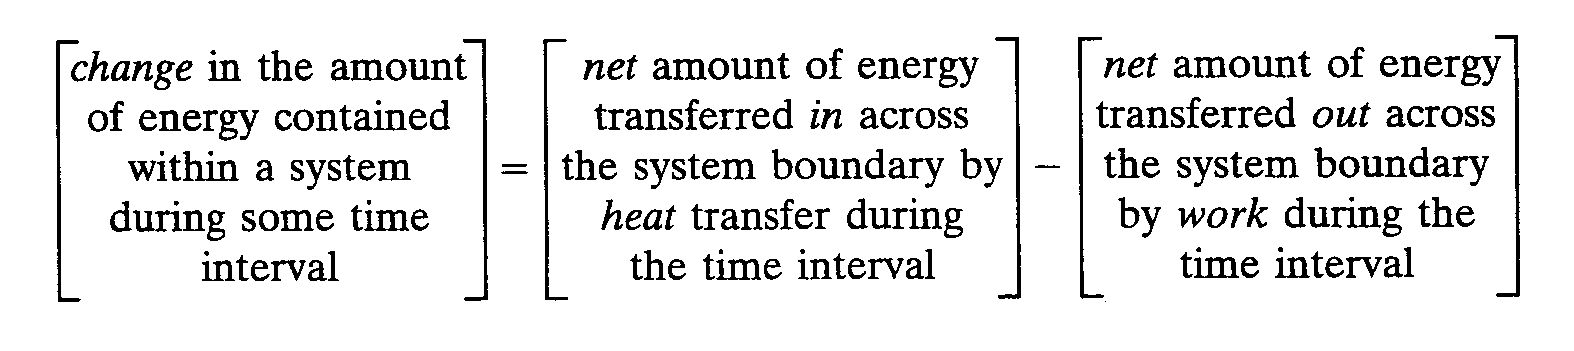 change in the amount
of energy contained
within a system
during some time
interval
=
net amount of energy
transferred in across
the system boundary by
heat transfer during
the time interval
−
net amount of energy
transferred out across
the system boundary
by work during the
time interval